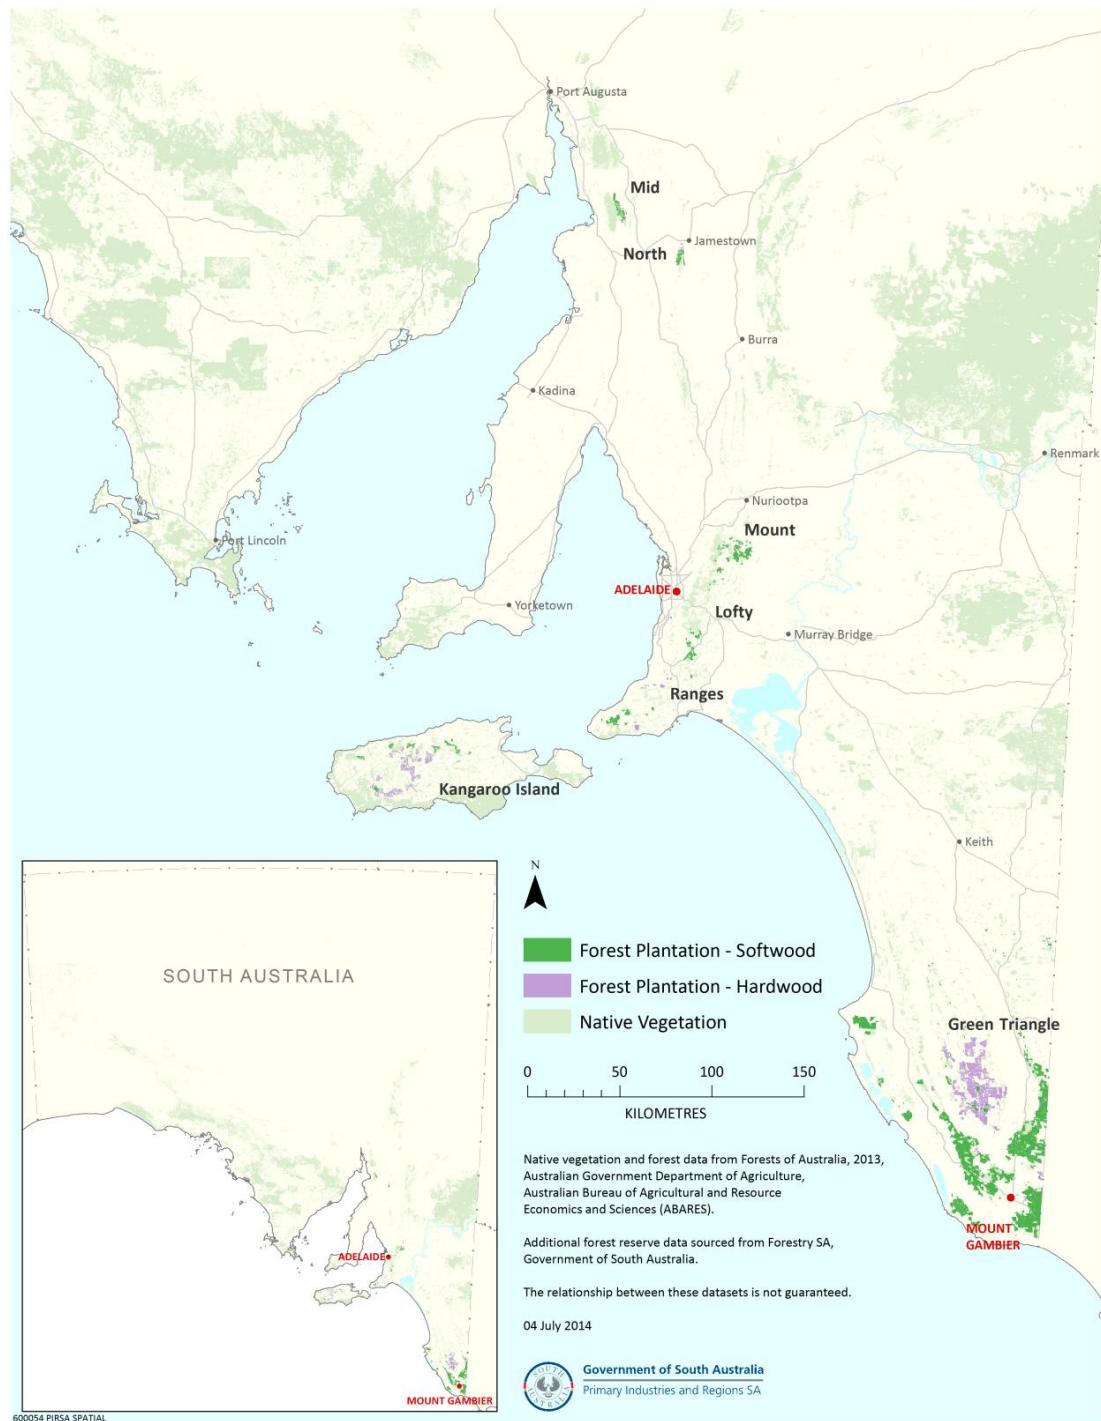 Port Augusta
Mid
North
Jamestown
Burra
Kadina
Renmark
Nuriootpa
Mount
Port Lincoln
ADELAIDE
Yorketown
Lofty
Murray Bridge
Ranges
Kangaroo Island
Keith
N
Forest Plantation - Softwood
Forest Plantation - Hardwood
Native Vegetation
Green Triangle
0 50 100 150
KILOMETRES
Native vegetation and forest data from Forests of Australia, 2013,
Australian Government Department of Agriculture,
Australian Bureau of Agricultural and Resource
Economics and Sciences (ABARES).
Additional forest reserve data sourced from Forestry SA,
Government of South Australia.
The relationship between these datasets is not guaranteed.
04 July 2014
MOUNT
GAMBIER
SOUTH AUSTRALIA
ADELAIDE
MOUNT GAMBIER
SOUTH
AUSTRALIA
Government of South Australia
Primary Industries and Regions SA
600054 PIRSA SPATIAL